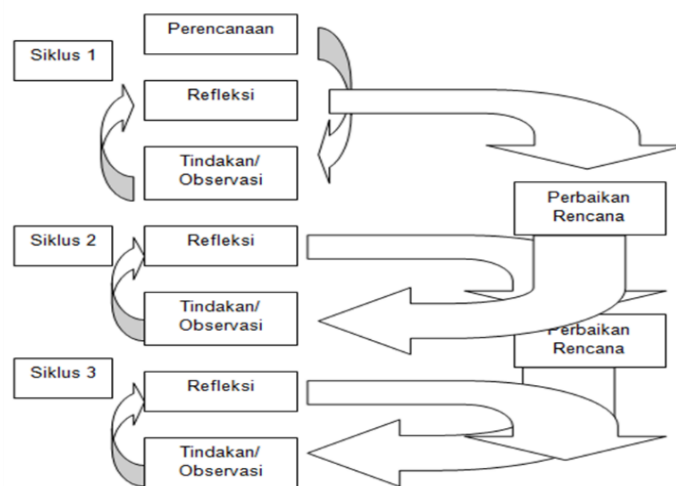 Perencanaan
Siklus 1
Refleksi
Tindakan/
Observasi
Perbaikan
Rencana
Siklus 2
Refleksi
Tindakan/
Observasi
Perbaikan
Rencana
Siklus 3
Refleksi
Tindakan/
Observasi